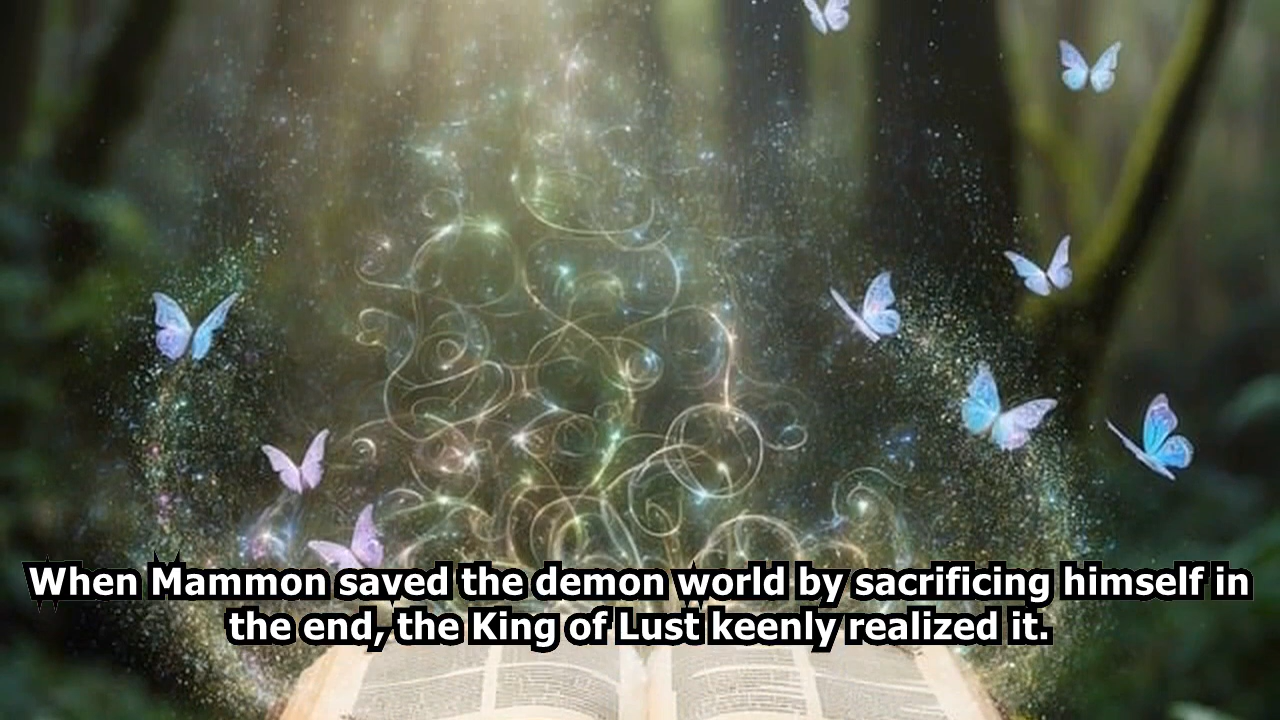 When Mammon saved the demon world by sacrificing himself in
the end, the King of Lust keenly realized it.